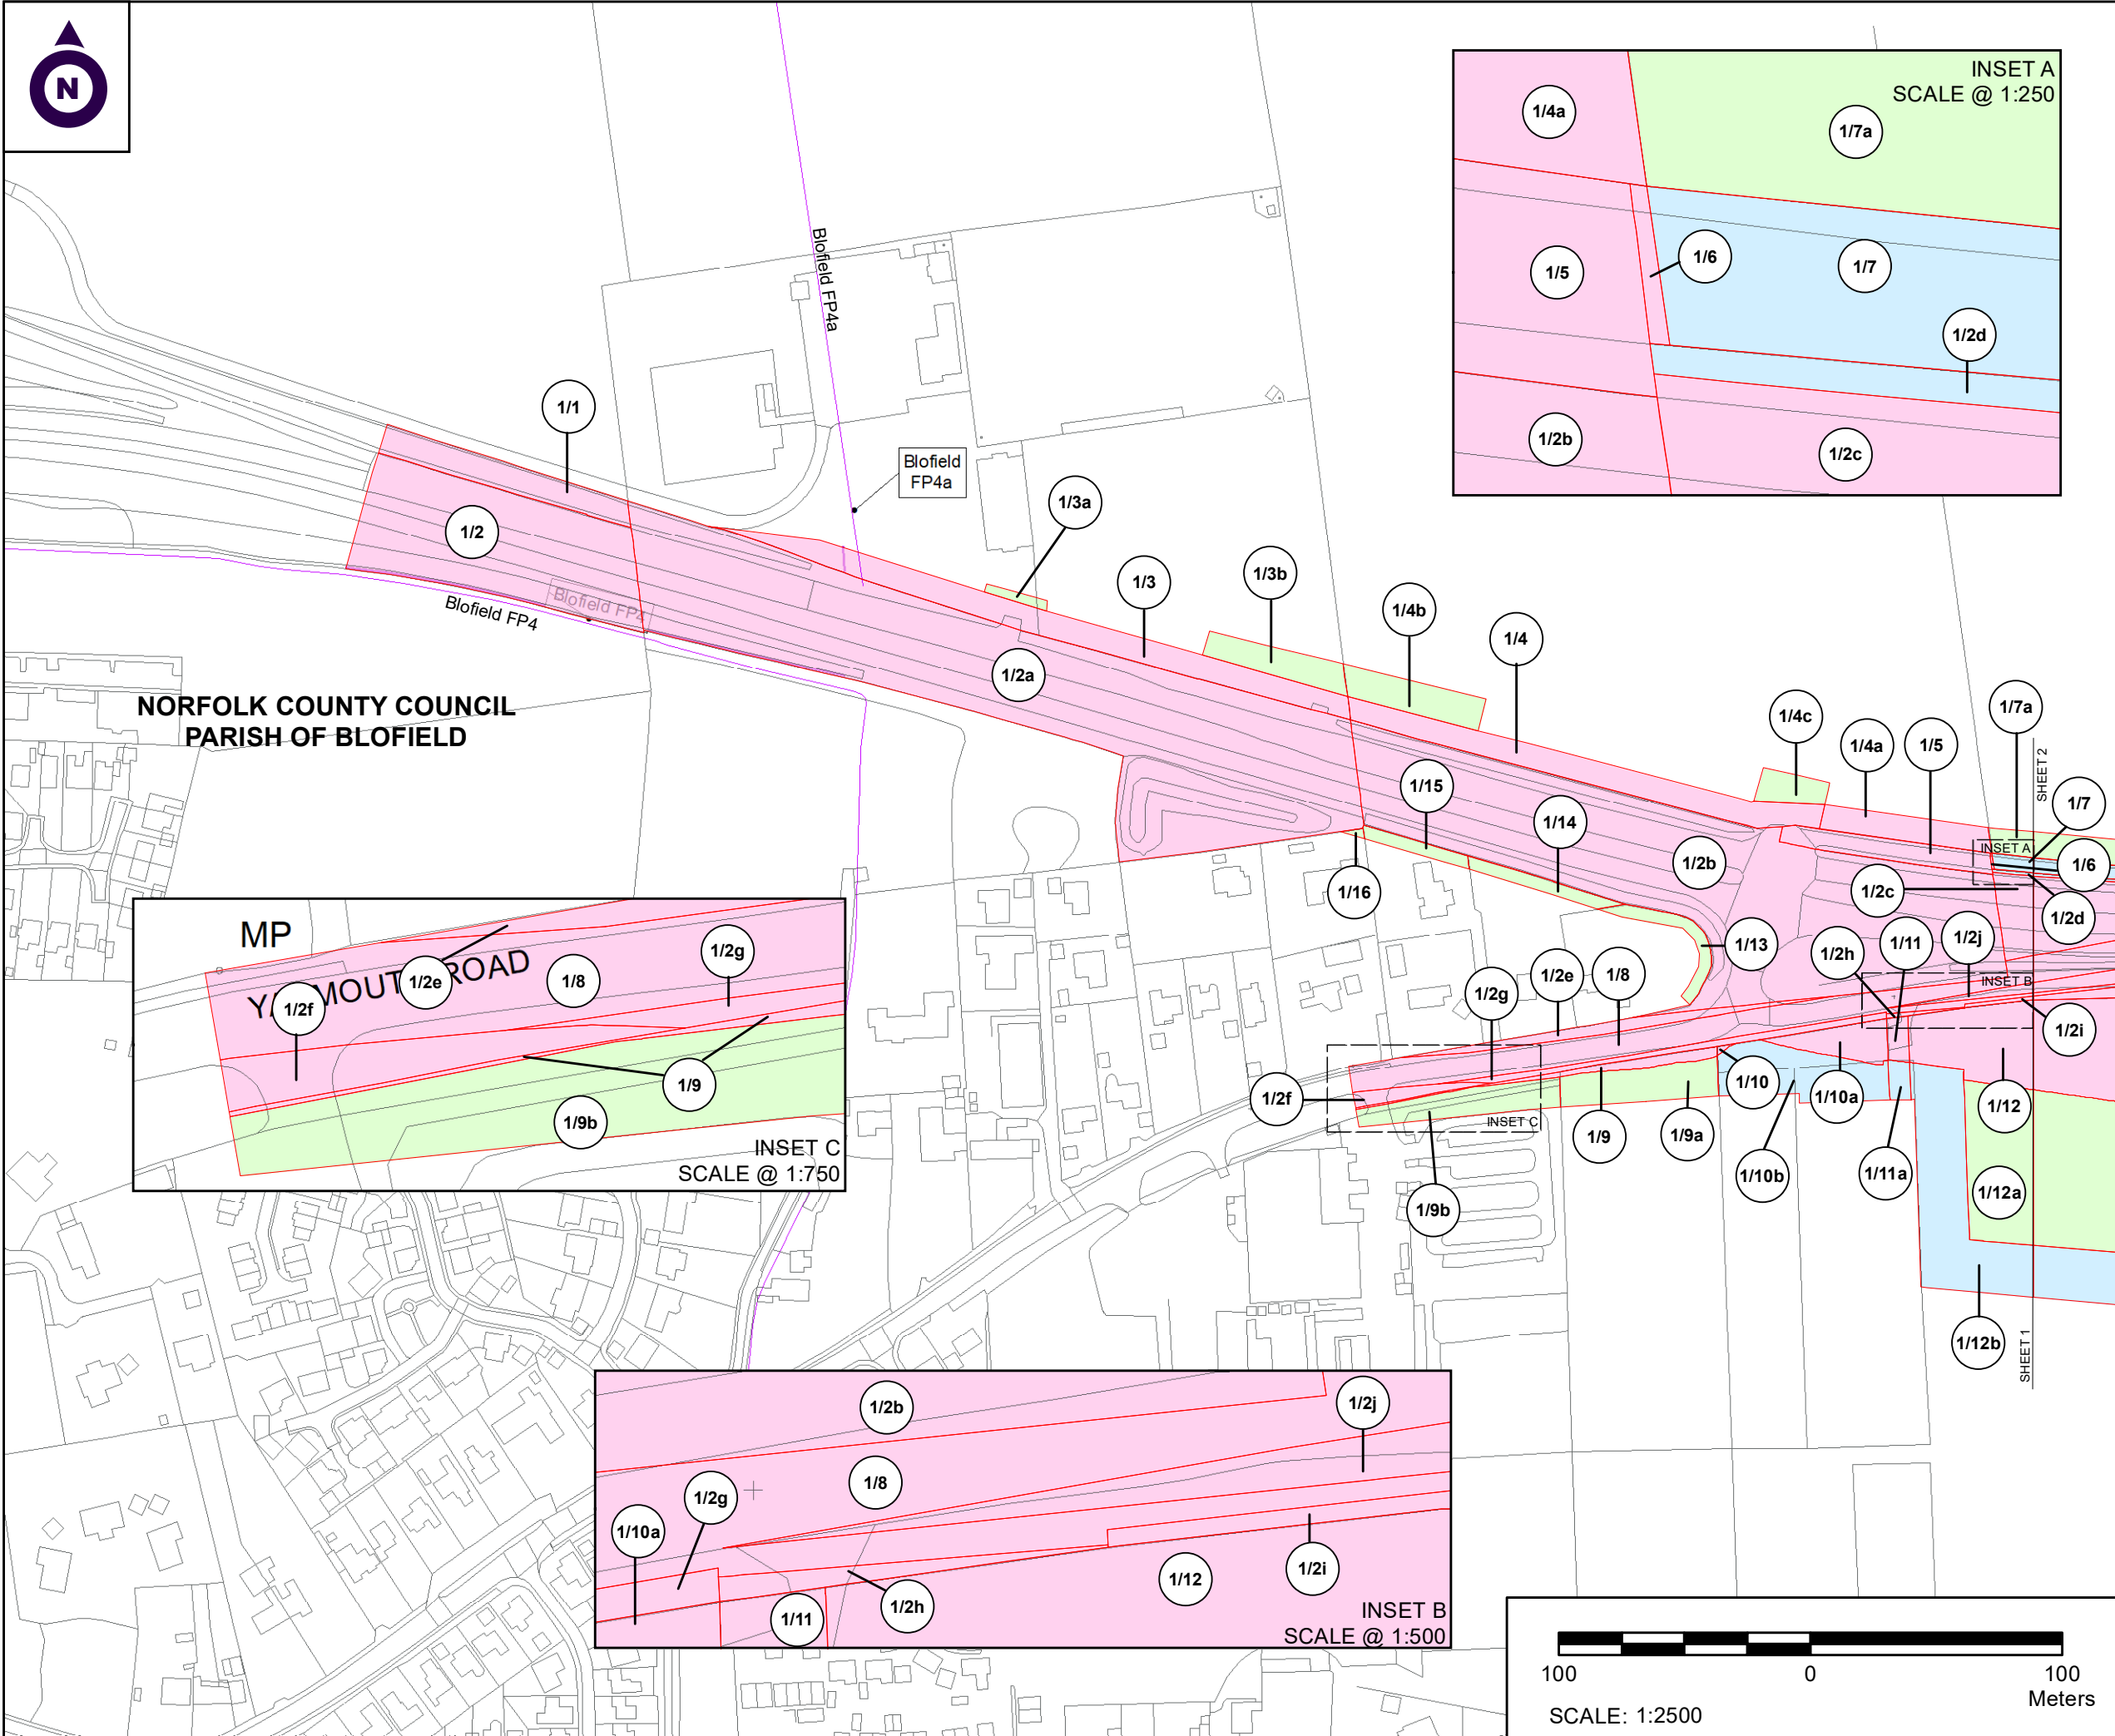 N
INSET A
SCALE @ 1:250
1/4a
1/7a
1/5
1/6
1/7
1/2d
1/2b
1/2c
Blofield FP4a
1/1
Blofield
FP4a
1/2
1/3a
1/3
1/3b
1/4b
1/4
Blofield FP4
Blofield FP4
1/2a
NORFOLK COUNTY COUNCIL
PARISH OF BLOFIELD
1/4c
1/4a
1/5
1/7a
SHEET 2
1/7
1/15
1/14
1/2b
INSET A
1/6
1/16
1/2c
1/2d
1/13
1/2h
1/11
1/2j
INSET B
1/2g
1/2e
1/8
1/2i
1/2f
INSET C
1/9
1/9a
1/10
1/10b
1/10a
1/11a
1/12
1/12a
1/9b
1/12b
SHEET 1
MP
YARMOUTH ROAD
1/2e
1/8
1/2g
1/2f
1/9
1/9b
INSET C
SCALE @ 1:750
1/2b
1/2j
1/8
1/2g
1/10a
1/12
1/2i
1/11
1/2h
INSET B
SCALE @ 1:500
100 0 100
Meters
SCALE: 1:2500